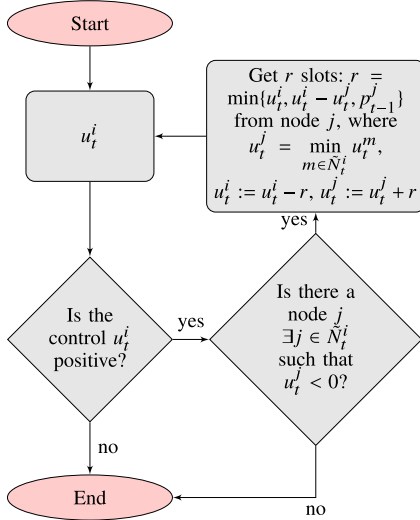 Start
u_t^i
Get r slots: r =
min{u_t^i, u_t^i − u_t^j, p_{t−1}^j}
from node j, where
u_t^j = min_{m∈Ñ_t^i} u_t^m,
u_t^i := u_t^i − r, u_t^j := u_t^j + r
yes
Is the
control u_t^i
positive?
yes
Is there a
node j
∃j ∈ Ñ_t^i
such that
u_t^j < 0?
no
End
no